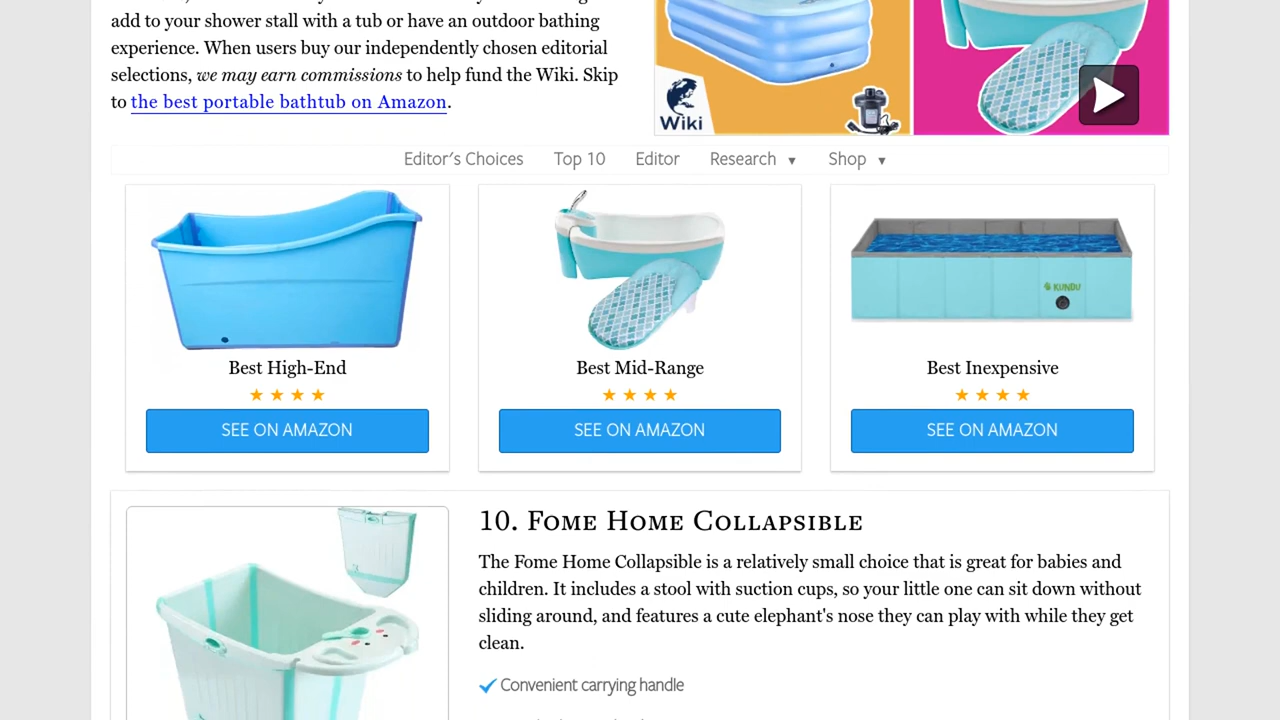 add to your shower stall with a tub or have an outdoor bathing
experience. When users buy our independently chosen editorial
selections, we may earn commissions to help fund the Wiki. Skip
to the best portable bathtub on Amazon.
Wiki
Editor's Choices Top 10 Editor Research ▼ Shop ▼
KUNDU
Best High-End
Best Mid-Range
Best Inexpensive
★ ★ ★ ★
★ ★ ★ ★
★ ★ ★ ★
SEE ON AMAZON
SEE ON AMAZON
SEE ON AMAZON
10. Fome Home Collapsible
The Fome Home Collapsible is a relatively small choice that is great for babies and
children. It includes a stool with suction cups, so your little one can sit down without
sliding around, and features a cute elephant's nose they can play with while they get
clean.
Convenient carrying handle